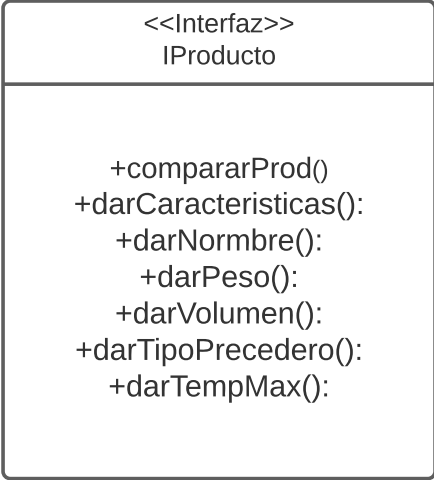 <<Interfaz>>
IProducto
+compararProd()
+darCaracteristicas():
+darNormbre():
+darPeso():
+darVolumen():
+darTipoPrecedero():
+darTempMax():